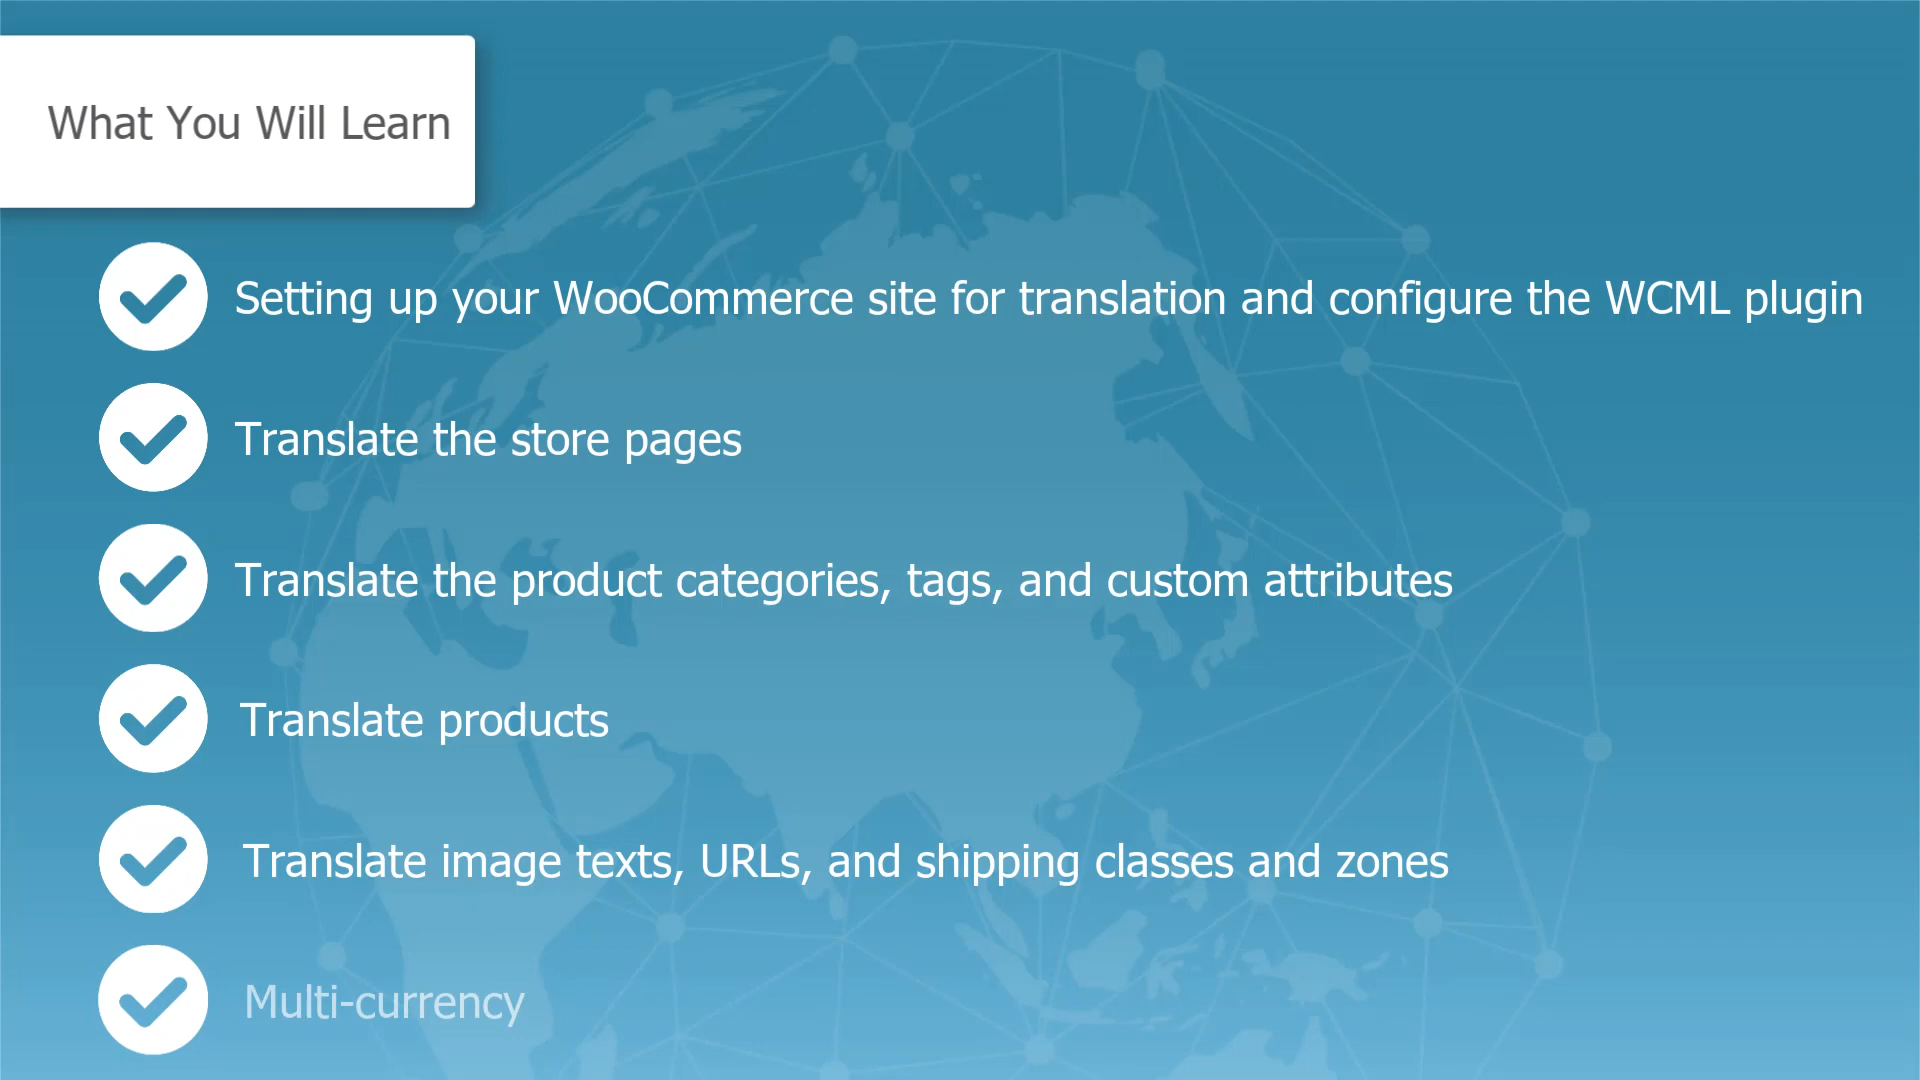 What You Will Learn
Setting up your WooCommerce site for translation and configure the WCML plugin
Translate the store pages
Translate the product categories, tags, and custom attributes
Translate products
Translate image texts, URLs, and shipping classes and zones
Multi-currency